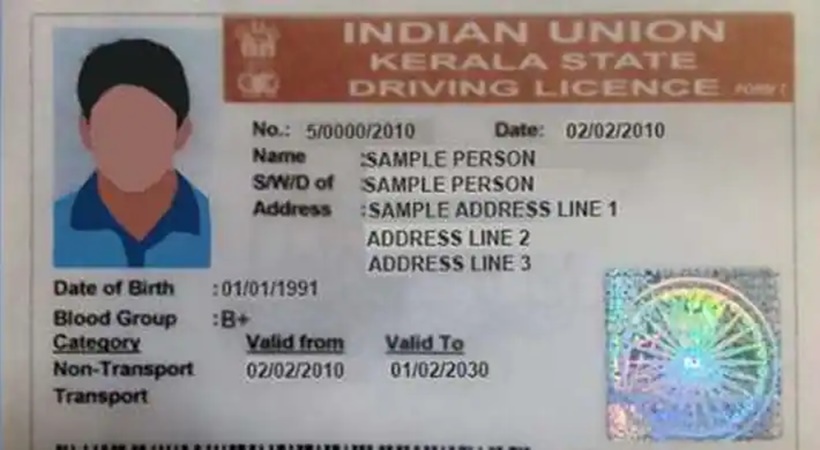 INDIAN UNION
KERALA STATE
DRIVING LICENCE FORM 7
No.: 5/0000/2010 Date: 02/02/2010
Name :SAMPLE PERSON
S/W/D of :SAMPLE PERSON
Address :SAMPLE ADDRESS LINE 1
ADDRESS LINE 2
ADDRESS LINE 3
Date of Birth :01/01/1991
Blood Group :B+
Category Valid from Valid To
Non-Transport 02/02/2010 01/02/2030
Transport